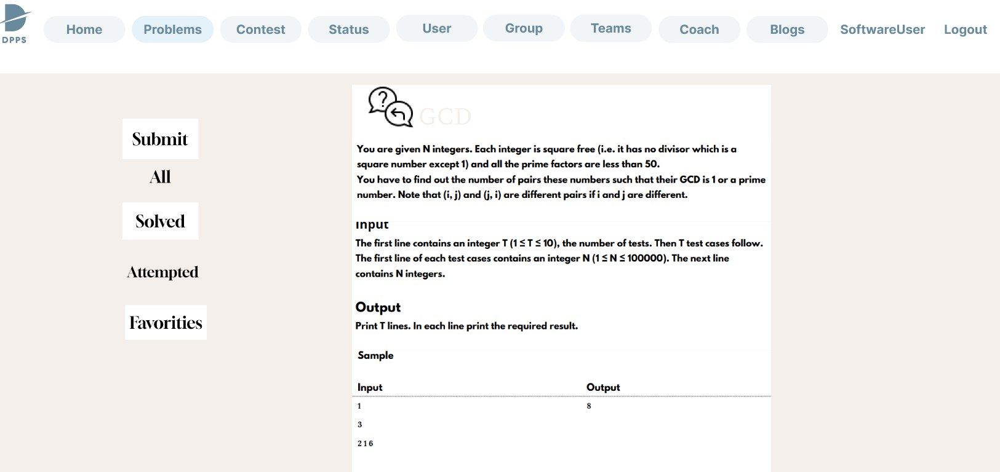 DPPS
Home Problems Contest Status User Group Teams Coach Blogs SoftwareUser Logout
Submit
All
Solved
Attempted
Favorities
GCD
You are given N integers. Each integer is square free (i.e. it has no divisor which is a
square number except 1) and all the prime factors are less than 50.
You have to find out the number of pairs these numbers such that their GCD is 1 or a prime
number. Note that (i, j) and (j, i) are different pairs if i and j are different.
Input
The first line contains an integer T (1 ≤ T ≤ 10), the number of tests. Then T test cases follow.
The first line of each test cases contains an integer N (1 ≤ N ≤ 100000). The next line
contains N integers.
Output
Print T lines. In each line print the required result.
Sample
Input Output
1 8
3
2 1 6